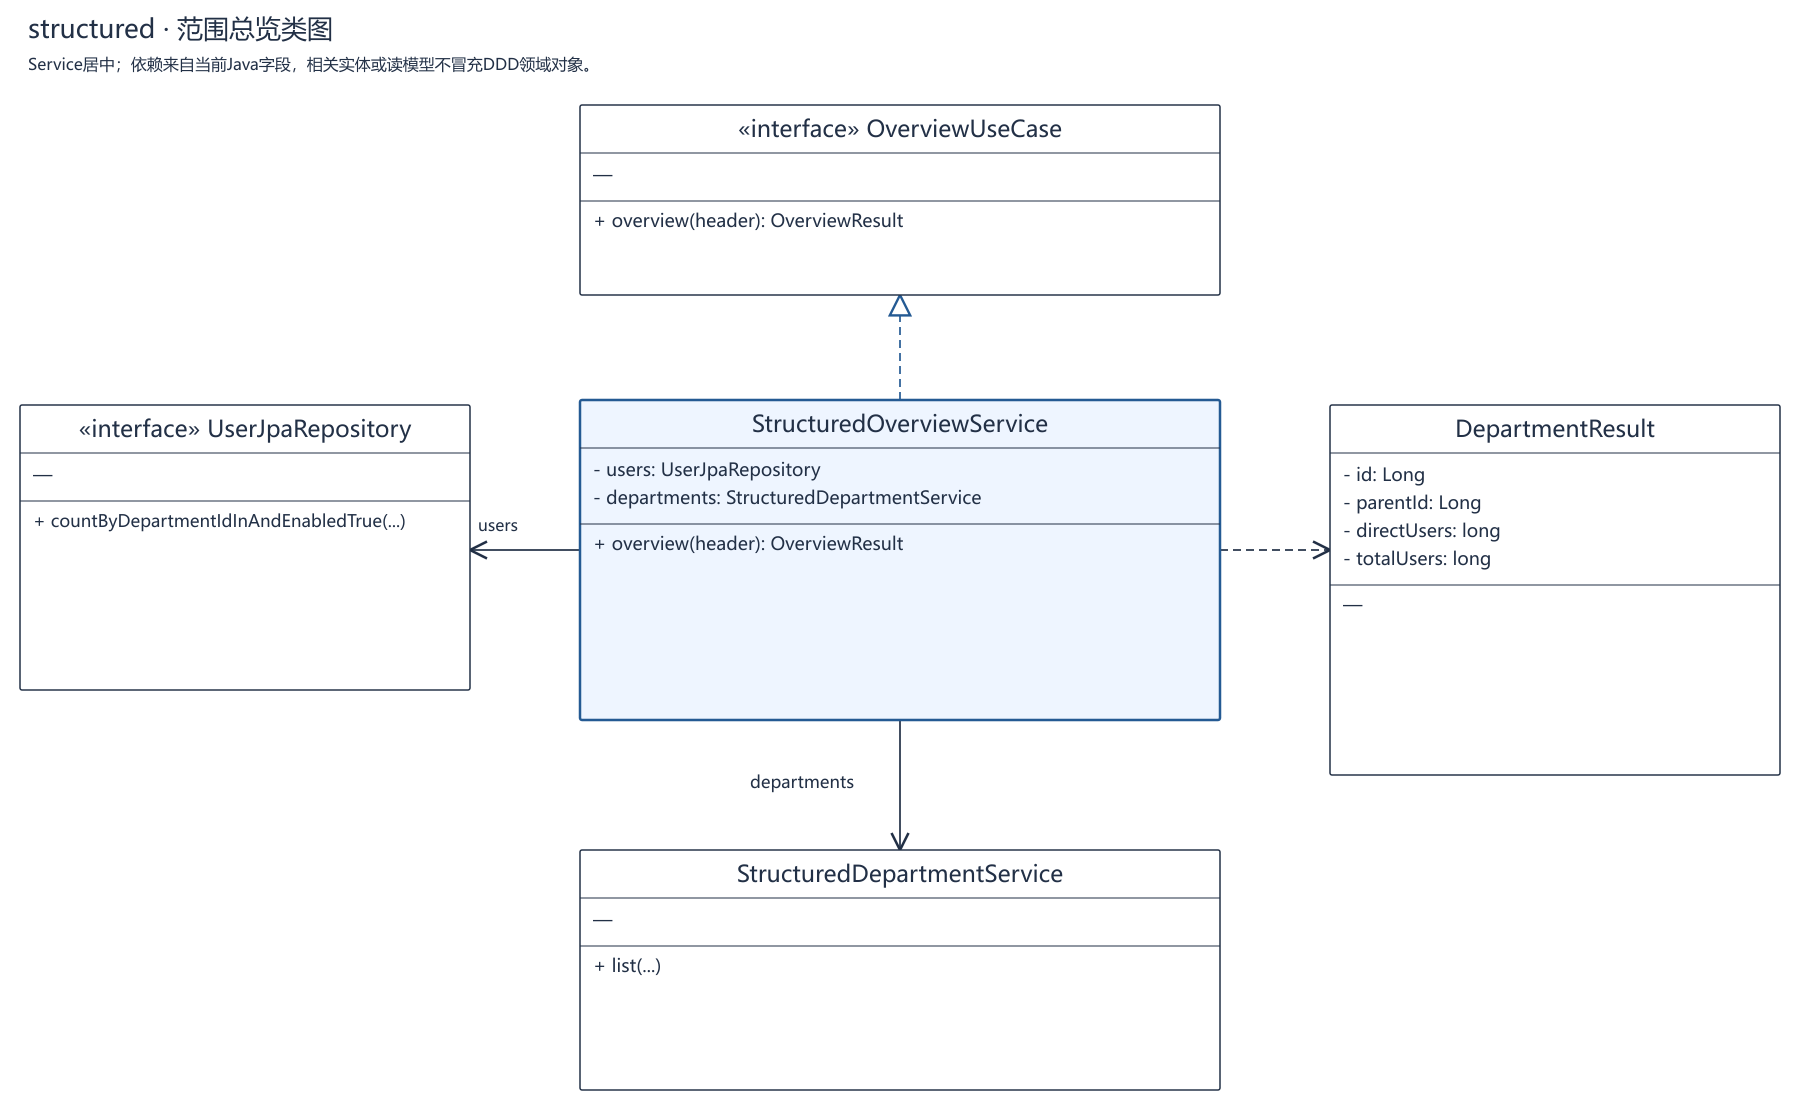 structured · 范围总览类图
Service居中；依赖来自当前Java字段，相关实体或读模型不冒充DDD领域对象。
«interface» OverviewUseCase
—
+ overview(header): OverviewResult
«interface» UserJpaRepository
—
+ countByDepartmentIdInAndEnabledTrue(...)
users
StructuredOverviewService
- users: UserJpaRepository
- departments: StructuredDepartmentService
+ overview(header): OverviewResult
DepartmentResult
- id: Long
- parentId: Long
- directUsers: long
- totalUsers: long
—
departments
StructuredDepartmentService
—
+ list(...)